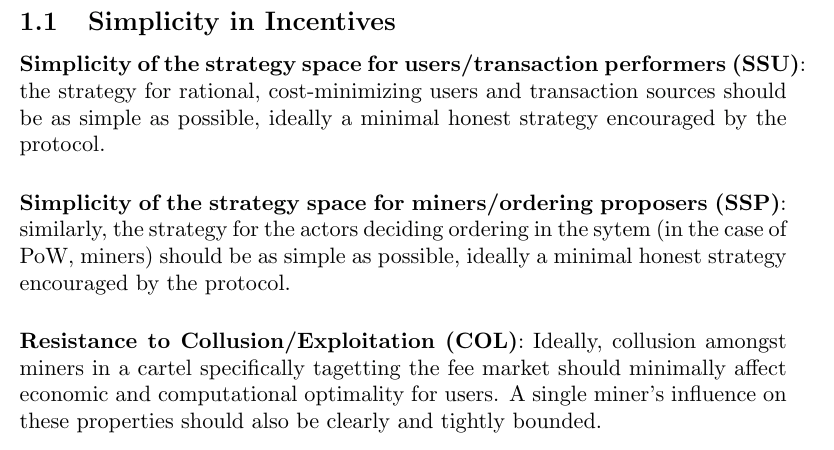 1.1 Simplicity in Incentives
Simplicity of the strategy space for users/transaction performers (SSU):
the strategy for rational, cost-minimizing users and transaction sources should
be as simple as possible, ideally a minimal honest strategy encouraged by the
protocol.
Simplicity of the strategy space for miners/ordering proposers (SSP):
similarly, the strategy for the actors deciding ordering in the sytem (in the case of
PoW, miners) should be as simple as possible, ideally a minimal honest strategy
encouraged by the protocol.
Resistance to Collusion/Exploitation (COL): Ideally, collusion amongst
miners in a cartel specifically tagetting the fee market should minimally affect
economic and computational optimality for users. A single miner's influence on
these properties should also be clearly and tightly bounded.